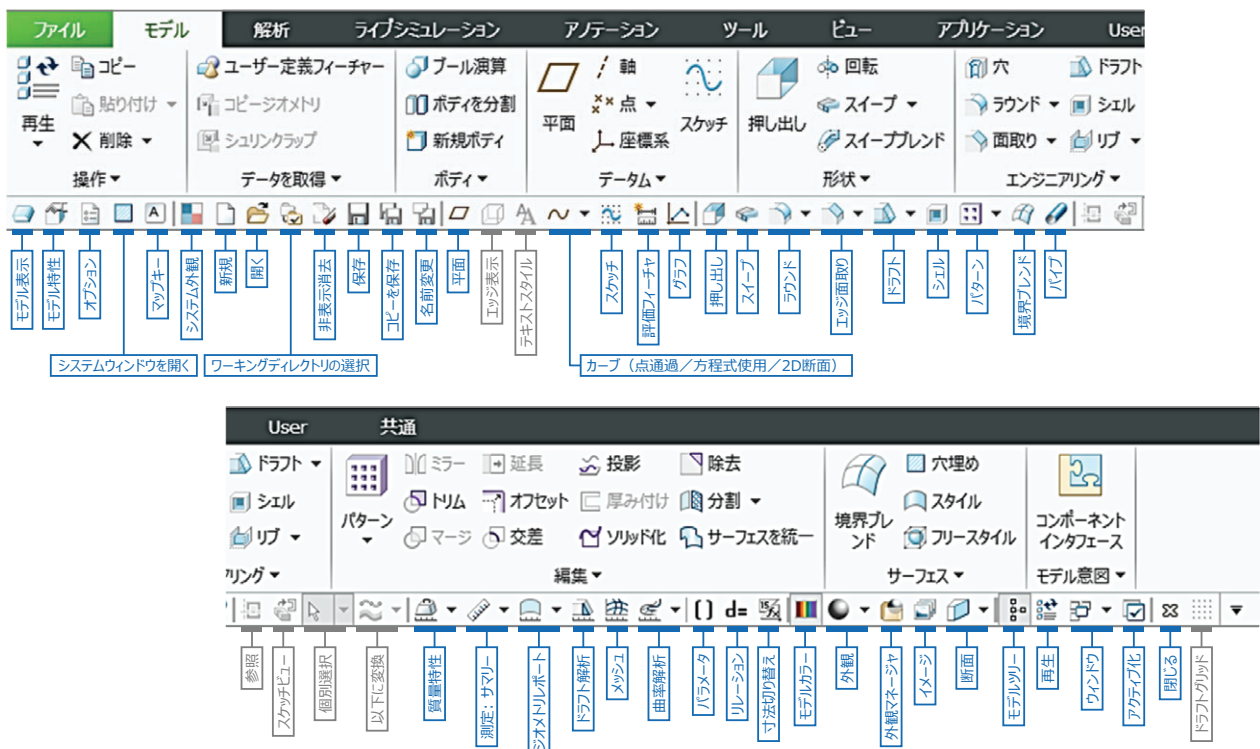 ファイル モデル 解析 ライブシミュレーション アノテーション ツール ビュー アプリケーション User
コピー ユーザー定義フィーチャー ブール演算 軸 回転 穴 ドラフト
貼り付け コピージオメトリ ボディを分割 点 スイープ ラウンド シェル
再生 平面 スケッチ 押し出し
削除 シュリンクラップ 新規ボディ 座標系 スイープブレンド 面取り リブ
操作 データを取得 ボディ データム 形状 エンジニアリング
モデル表示
モデル特性
オプション
システムウィンドウを開く
マップキー
システム外観
新規
開く
ワーキングディレクトリの選択
非表示消去
保存
コピーを保存
名前変更
平面
エッジ表示
テキストスタイル
カーブ（点通過／方程式使用／2D断面）
スケッチ
評価フィーチャ
グラフ
押し出し
スイープ
ラウンド
エッジ面取り
ドラフト
シェル
パターン
境界ブレンド
パイプ
User 共通
ドラフト ミラー 延長 投影 除去 穴埋め
シェル トリム オフセット 厚み付け 分割 スタイル
パターン 境界ブレンド コンポーネントインタフェース
リブ マージ 交差 ソリッド化 サーフェスを統一 フリースタイル
アリング 編集 サーフェス モデル意図
d=
参照
スケッチビュー
個別選択
以下に変換
質量特性
測定：サマリー
ジオメトリレポート
ドラフト解析
メッシュ
曲率解析
パラメータ
リレーション
寸法切り替え
モデルカラー
外観
外観マネージャ
イメージ
断面
モデルツリー
再生
ウィンドウ
アクティブ化
閉じる
ドラフトグリッド